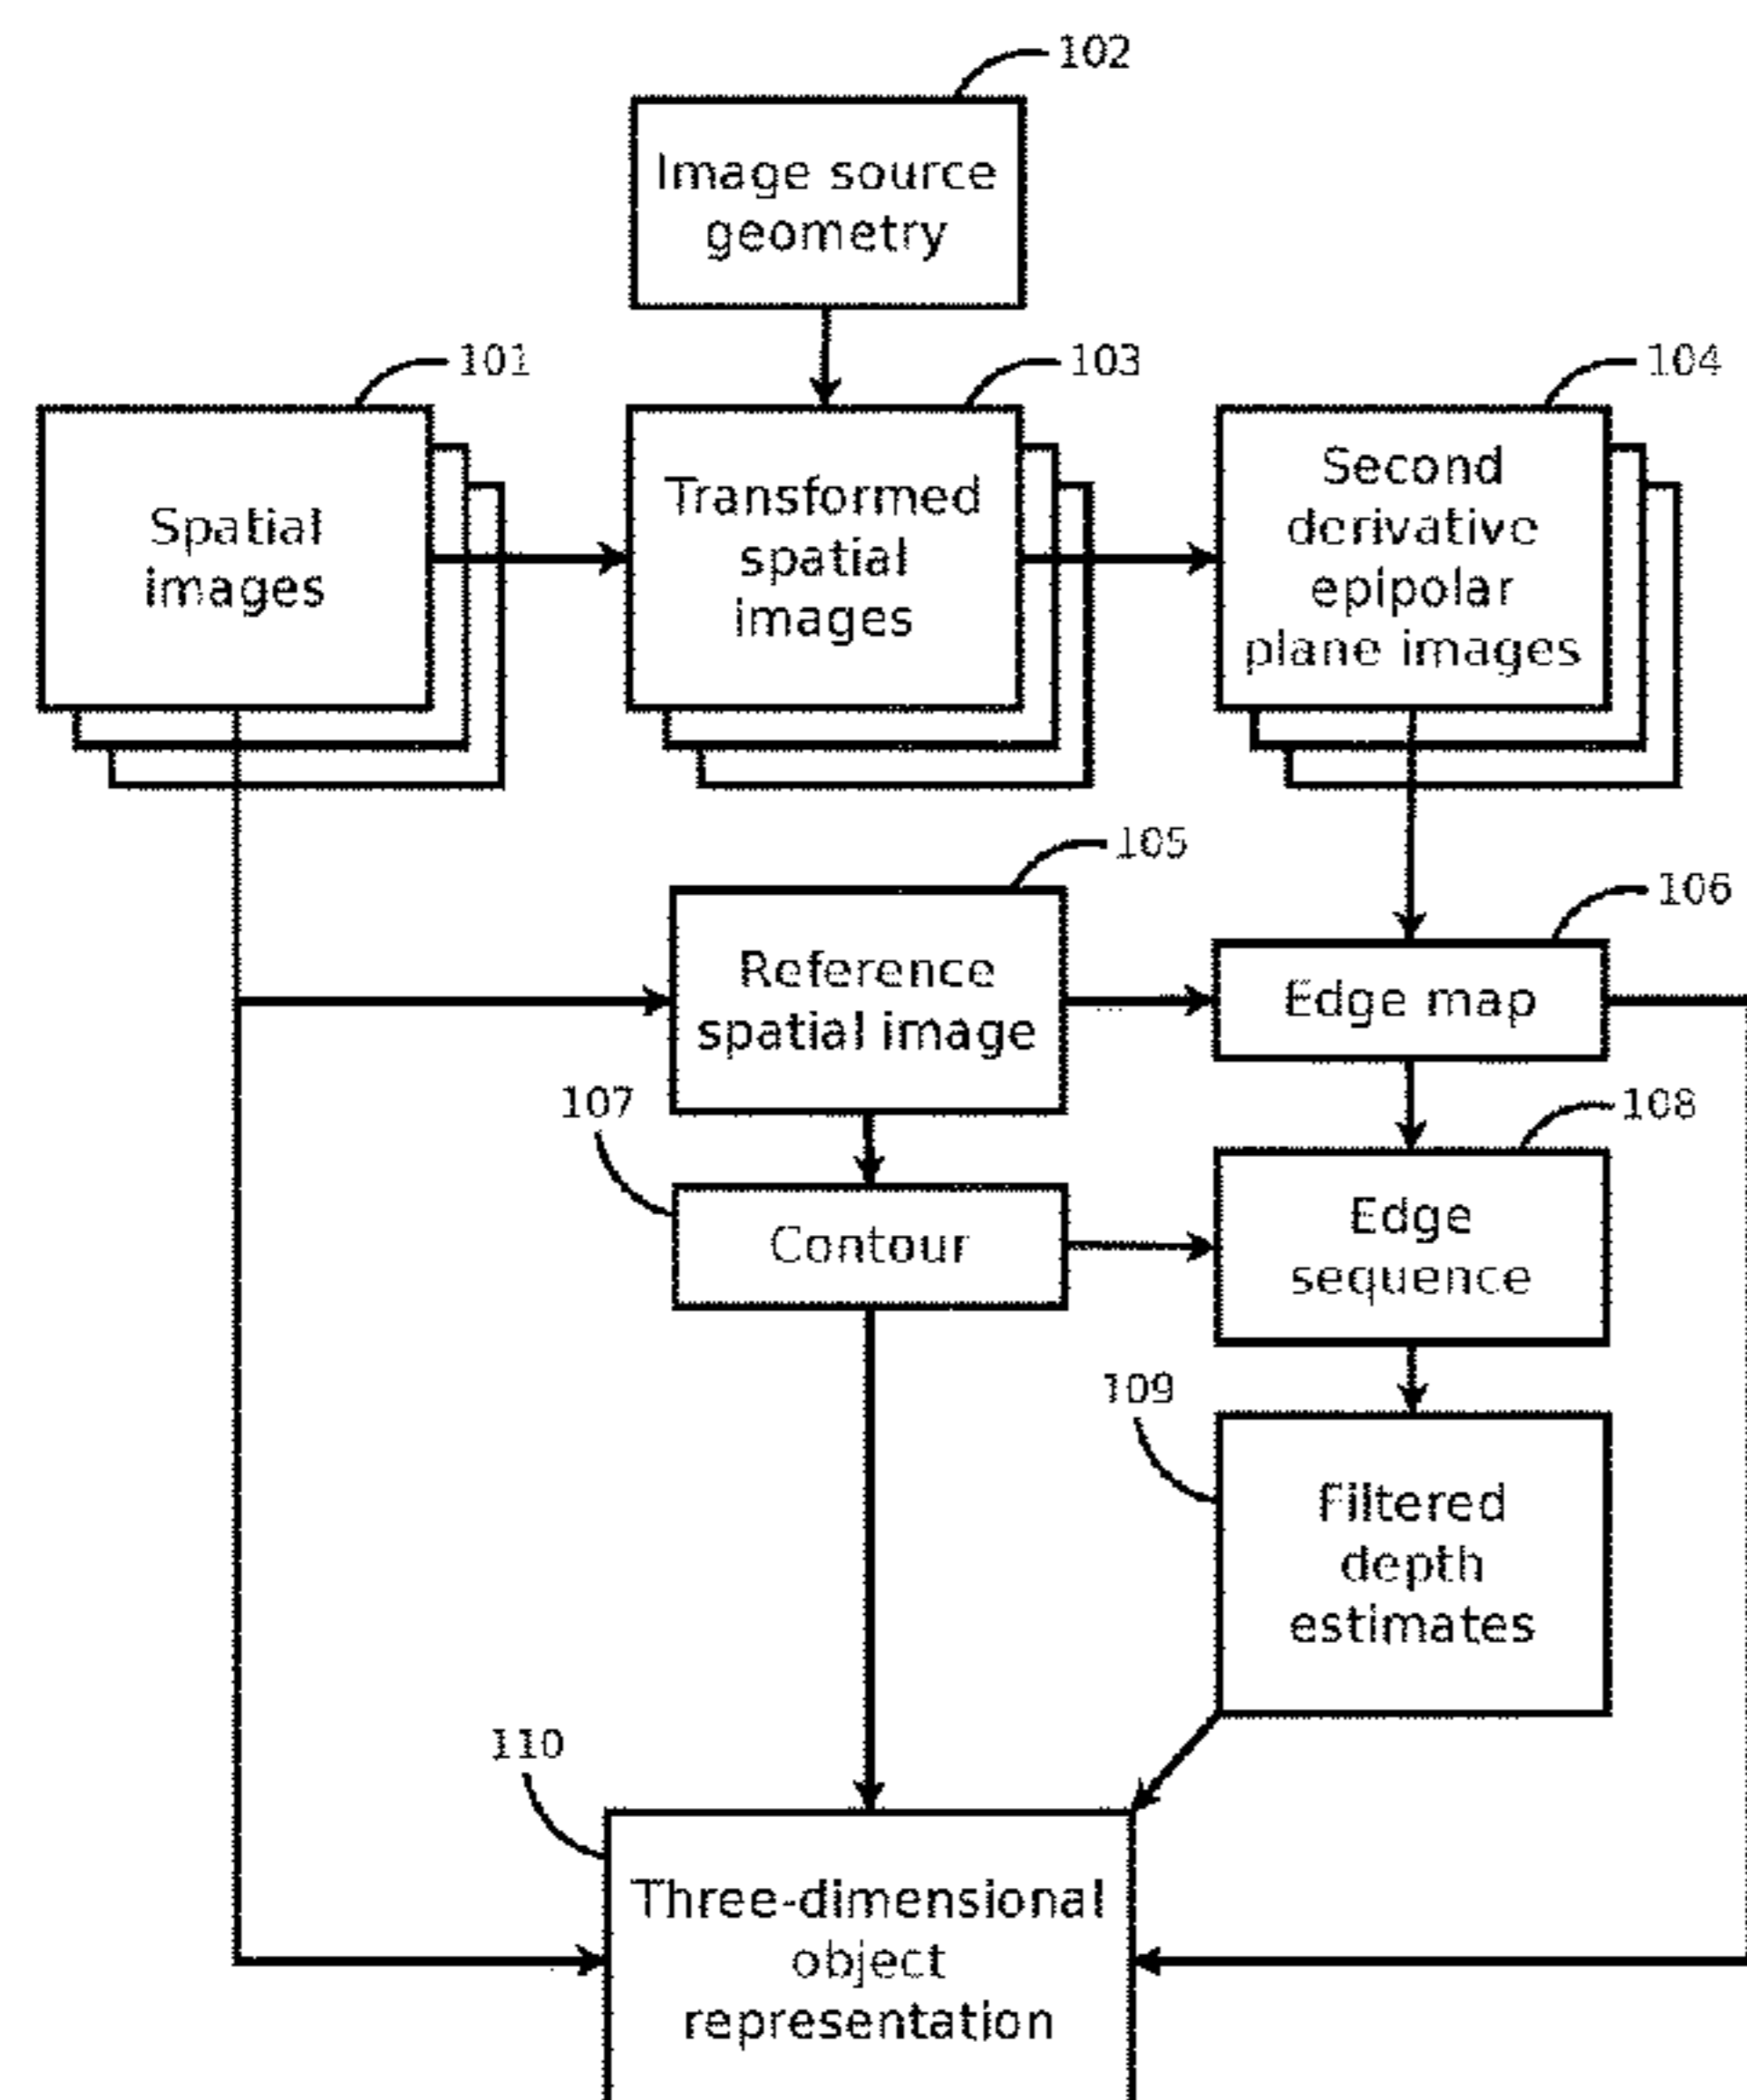 102
Image source
geometry
101
103
104
Spatial
images
Transformed
spatial
images
Second
derivative
epipolar
plane images
105
106
Reference
spatial image
Edge map
107
108
Contour
Edge
sequence
109
Filtered
depth
estimates
110
Three-dimensional
object
representation